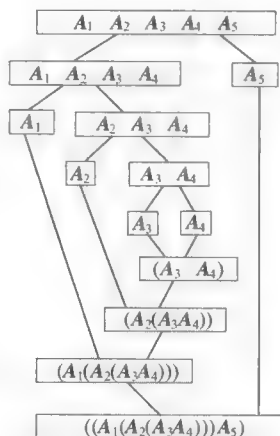 A₁ A₂ A₃ A₄ A₅
A₁ A₂ A₃ A₄ A₅
A₁ A₂ A₃ A₄
A₂ A₃ A₄
A₃ A₄
(A₃ A₄)
(A₂(A₃A₄))
(A₁(A₂(A₃A₄)))
((A₁(A₂(A₃A₄)))A₅)